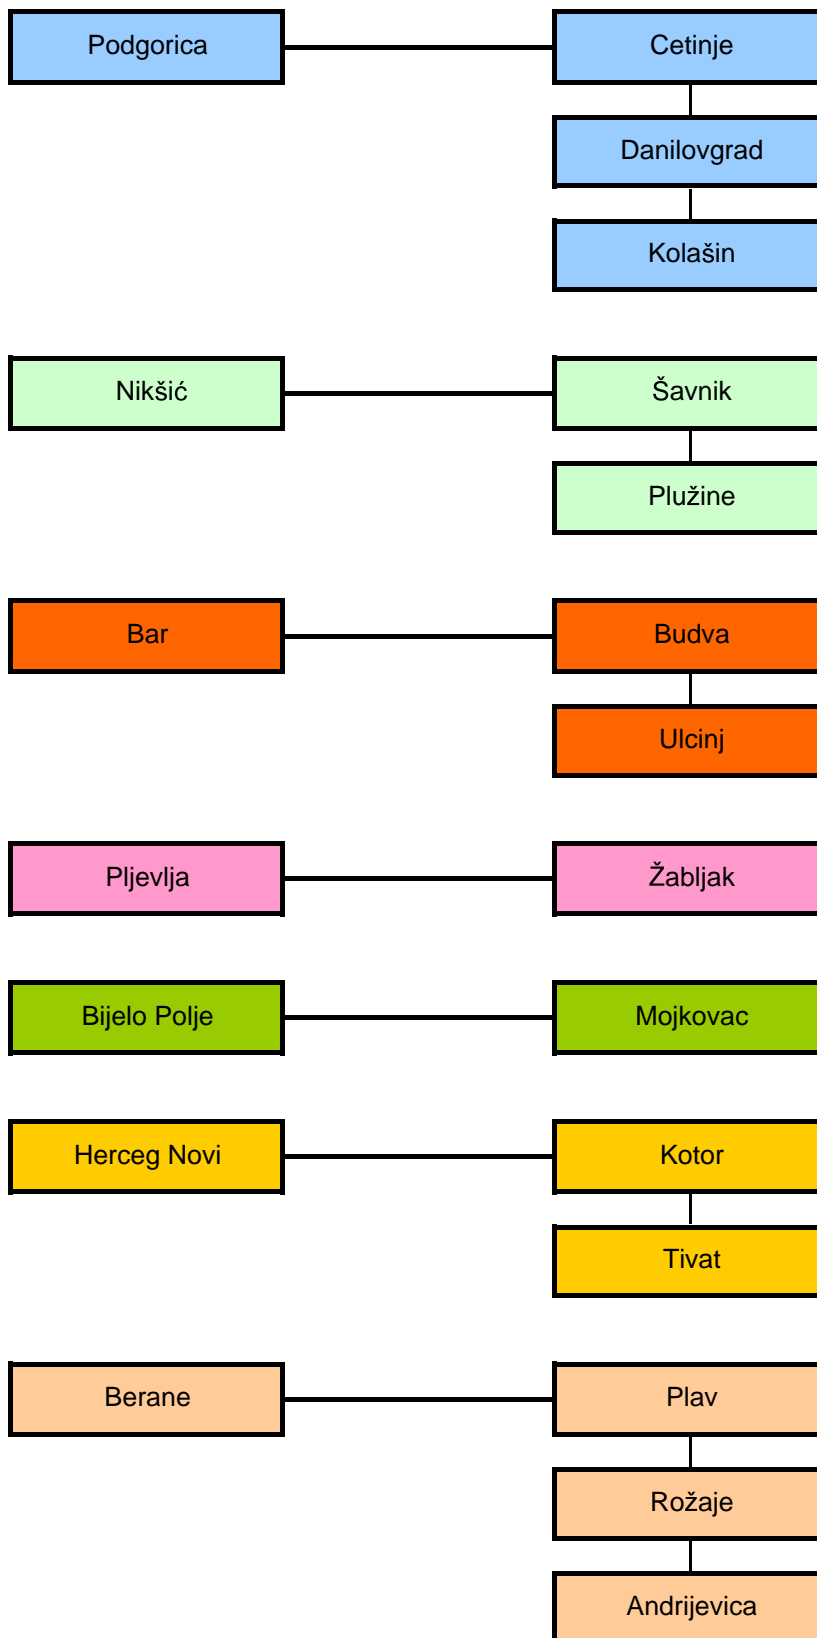 Podgorica
Cetinje
Danilovgrad
Kolašin
Nikšić
Šavnik
Plužine
Bar
Budva
Ulcinj
Pljevlja
Žabljak
Bijelo Polje
Mojkovac
Herceg Novi
Kotor
Tivat
Berane
Plav
Rožaje
Andrijevica